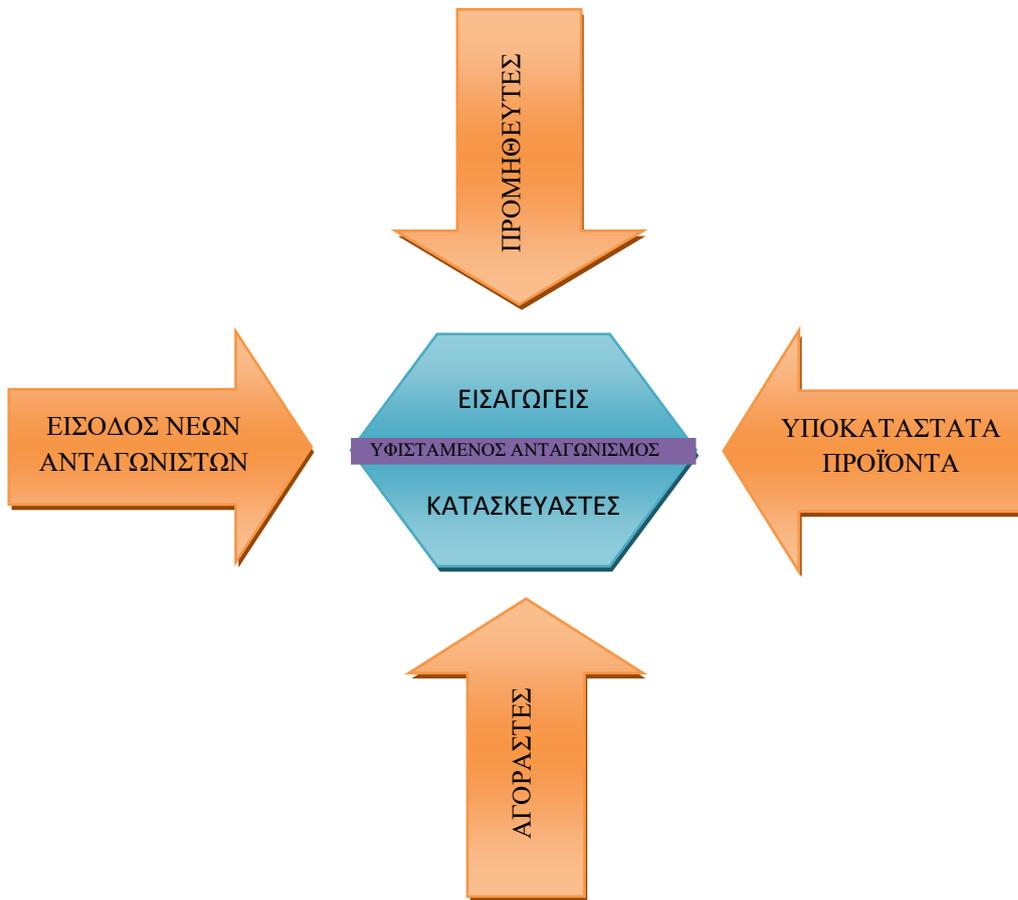 ΠΡΟΜΗΘΕΥΤΕΣ
ΕΙΣΟΔΟΣ ΝΕΩΝ
ΑΝΤΑΓΩΝΙΣΤΩΝ
ΕΙΣΑΓΩΓΕΙΣ
ΥΦΙΣΤΑΜΕΝΟΣ ΑΝΤΑΓΩΝΙΣΜΟΣ
ΚΑΤΑΣΚΕΥΑΣΤΕΣ
ΥΠΟΚΑΤΑΣΤΑΤΑ
ΠΡΟΪΟΝΤΑ
ΑΓΟΡΑΣΤΕΣ